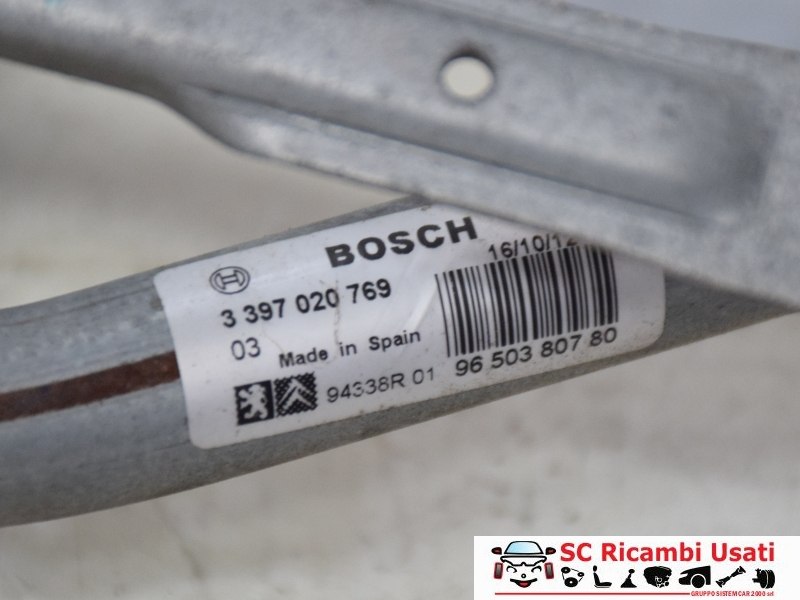 BOSCH
16/10/12
3 397 020 769
03 Made in Spain
96 503 807 80
94338R 01
SC Ricambi Usati
GRUPPO SISTEMCAR 2000 srl